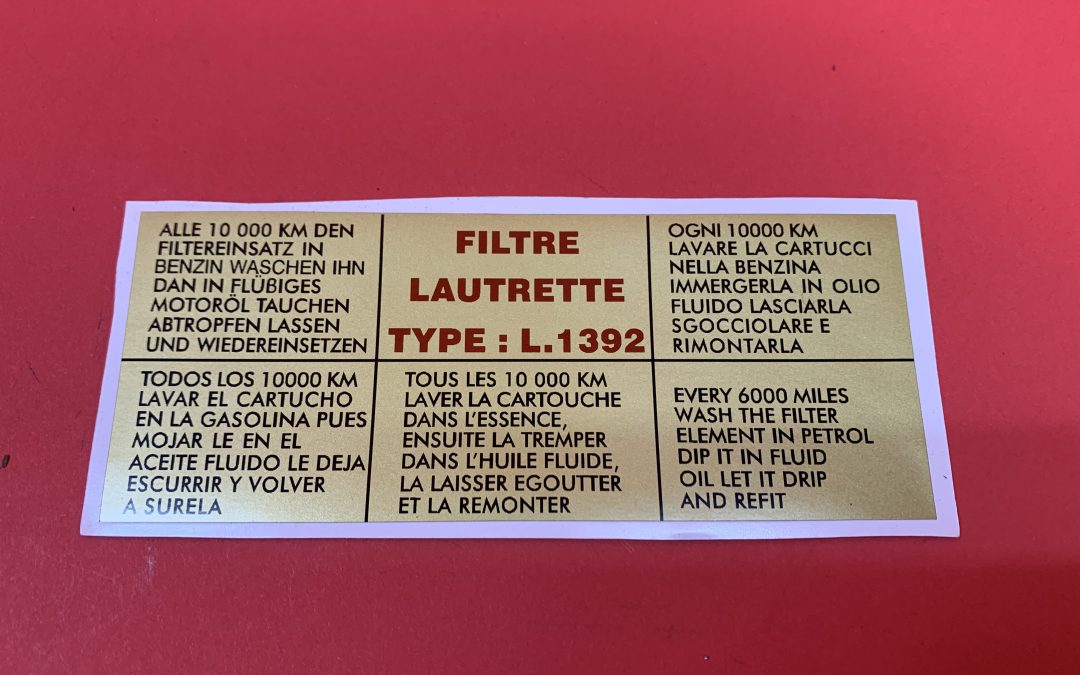 ALLE 10 000 KM DEN
FILTEREINSATZ IN
BENZIN WASCHEN IHN
DAN IN FLÜßIGES
MOTORÖL TAUCHEN
ABTROPFEN LASSEN
UND WIEDEREINSETZEN
FILTRE
LAUTRETTE
TYPE : L.1392
OGNI 10000 KM
LAVARE LA CARTUCCI
NELLA BENZINA
IMMERGERLA IN OLIO
FLUIDO LASCIARLA
SGOCCIOLARE E
RIMONTARLA
TODOS LOS 10000 KM
LAVAR EL CARTUCHO
EN LA GASOLINA PUES
MOJAR LE EN EL
ACEITE FLUIDO LE DEJA
ESCURRIR Y VOLVER
A SURELA
TOUS LES 10 000 KM
LAVER LA CARTOUCHE
DANS L'ESSENCE,
ENSUITE LA TREMPER
DANS L'HUILE FLUIDE,
LA LAISSER EGOUTTER
ET LA REMONTER
EVERY 6000 MILES
WASH THE FILTER
ELEMENT IN PETROL
DIP IT IN FLUID
OIL LET IT DRIP
AND REFIT